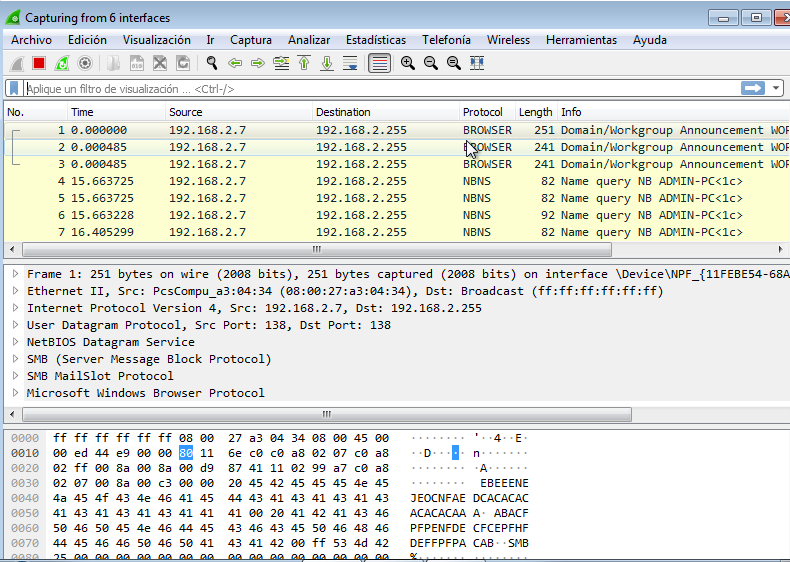 Capturing from 6 interfaces
Archivo Edición Visualización Ir Captura Analizar Estadísticas Telefonía Wireless Herramientas Ayuda
Aplique un filtro de visualización ... <Ctrl-/>
No. Time Source Destination Protocol Length Info
1 0.000000 192.168.2.7 192.168.2.255 BROWSER 251 Domain/Workgroup Announcement WOR
2 0.000485 192.168.2.7 192.168.2.255 BROWSER 241 Domain/Workgroup Announcement WOR
3 0.000485 192.168.2.7 192.168.2.255 BROWSER 241 Domain/Workgroup Announcement WOR
4 15.663725 192.168.2.7 192.168.2.255 NBNS 82 Name query NB ADMIN-PC<1c>
5 15.663725 192.168.2.7 192.168.2.255 NBNS 82 Name query NB ADMIN-PC<1c>
6 15.663228 192.168.2.7 192.168.2.255 NBNS 92 Name query NB ADMIN-PC<1c>
7 16.405299 192.168.2.7 192.168.2.255 NBNS 82 Name query NB ADMIN-PC<1c>
Frame 1: 251 bytes on wire (2008 bits), 251 bytes captured (2008 bits) on interface \Device\NPF_{11FEBE54-68A
Ethernet II, Src: PcsCompu_a3:04:34 (08:00:27:a3:04:34), Dst: Broadcast (ff:ff:ff:ff:ff:ff)
Internet Protocol Version 4, Src: 192.168.2.7, Dst: 192.168.2.255
User Datagram Protocol, Src Port: 138, Dst Port: 138
NetBIOS Datagram Service
SMB (Server Message Block Protocol)
SMB MailSlot Protocol
Microsoft Windows Browser Protocol
0000 ff ff ff ff ff ff 08 00 27 a3 04 34 08 00 45 00 ········ '··4··E·
0010 00 ed 44 e9 00 00 80 11 6e c0 c0 a8 02 07 c0 a8 ··D····· n·······
0020 02 ff 00 8a 00 8a 00 d9 87 41 11 02 99 a7 c0 a8 ········ ·A······
0030 02 07 00 8a 00 c3 00 00 20 45 42 45 45 45 4e 45 ········ EBEEENE
0040 4a 45 4f 43 4e 46 41 45 44 43 41 43 41 43 41 43 JEOCNFAE DCACACAC
0050 41 43 41 43 41 43 41 41 41 00 20 41 42 41 43 46 ACACACAA A· ABACF
0060 50 46 50 45 4e 46 44 45 43 46 43 45 50 46 48 46 PFPENFDE CFCEPFHF
0070 44 45 46 46 50 46 50 41 43 41 42 00 ff 53 4d 42 DEFFPFPA CAB··SMB
0080 25 00 00 00 00 00 00 00 00 00 00 00 00 00 00 00 %······· ········